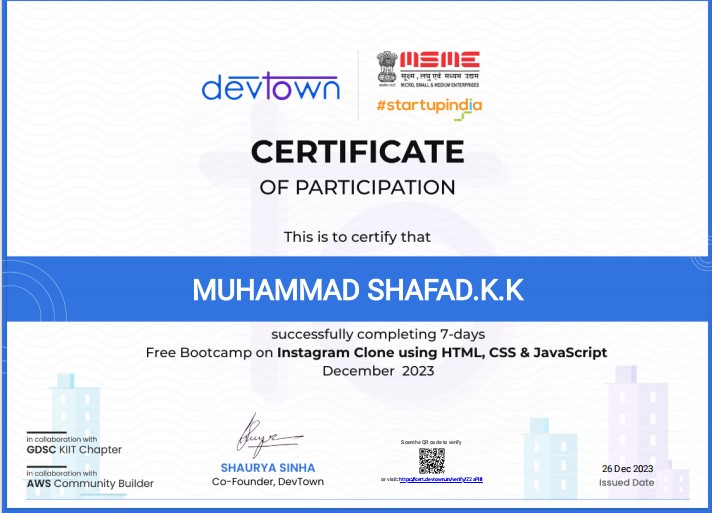 devtown
MSME
सूक्ष्म, लघु एवं मध्यम उद्यम
MICRO, SMALL & MEDIUM ENTERPRISES
#startupindia
CERTIFICATE
OF PARTICIPATION
This is to certify that
MUHAMMAD SHAFAD.K.K
successfully completing 7-days
Free Bootcamp on Instagram Clone using HTML, CSS & JavaScript
December 2023
in collaboration with
GDSC KIIT Chapter
in collaboration with
AWS Community Builder
SHAURYA SINHA
Co-Founder, DevTown
Scan the QR code to verify
or visit:
26 Dec 2023
Issued Date